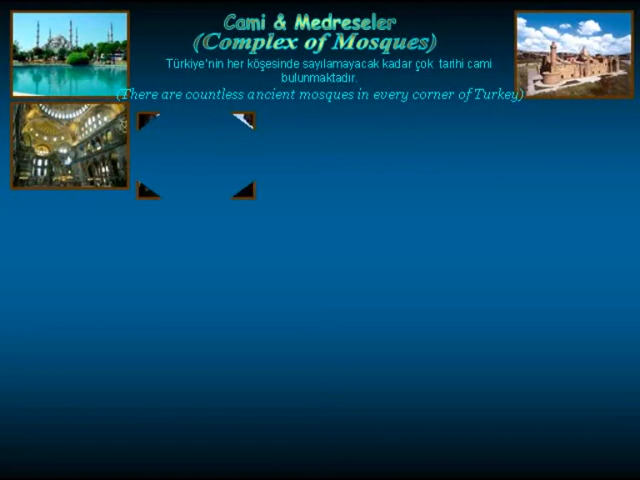 Cami & Medreseler
(Complex of Mosques)
Türkiye'nin her köşesinde sayılamayacak kadar çok tarihi cami
bulunmaktadır.
(There are countless ancient mosques in every corner of Turkey)